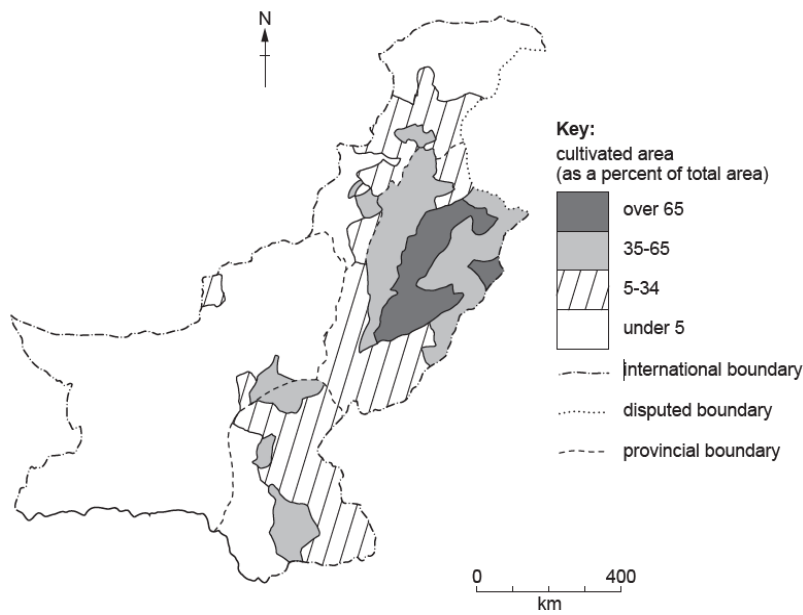 N
Key:
cultivated area
(as a percent of total area)
over 65
35-65
5-34
under 5
international boundary
disputed boundary
provincial boundary
0 400
km